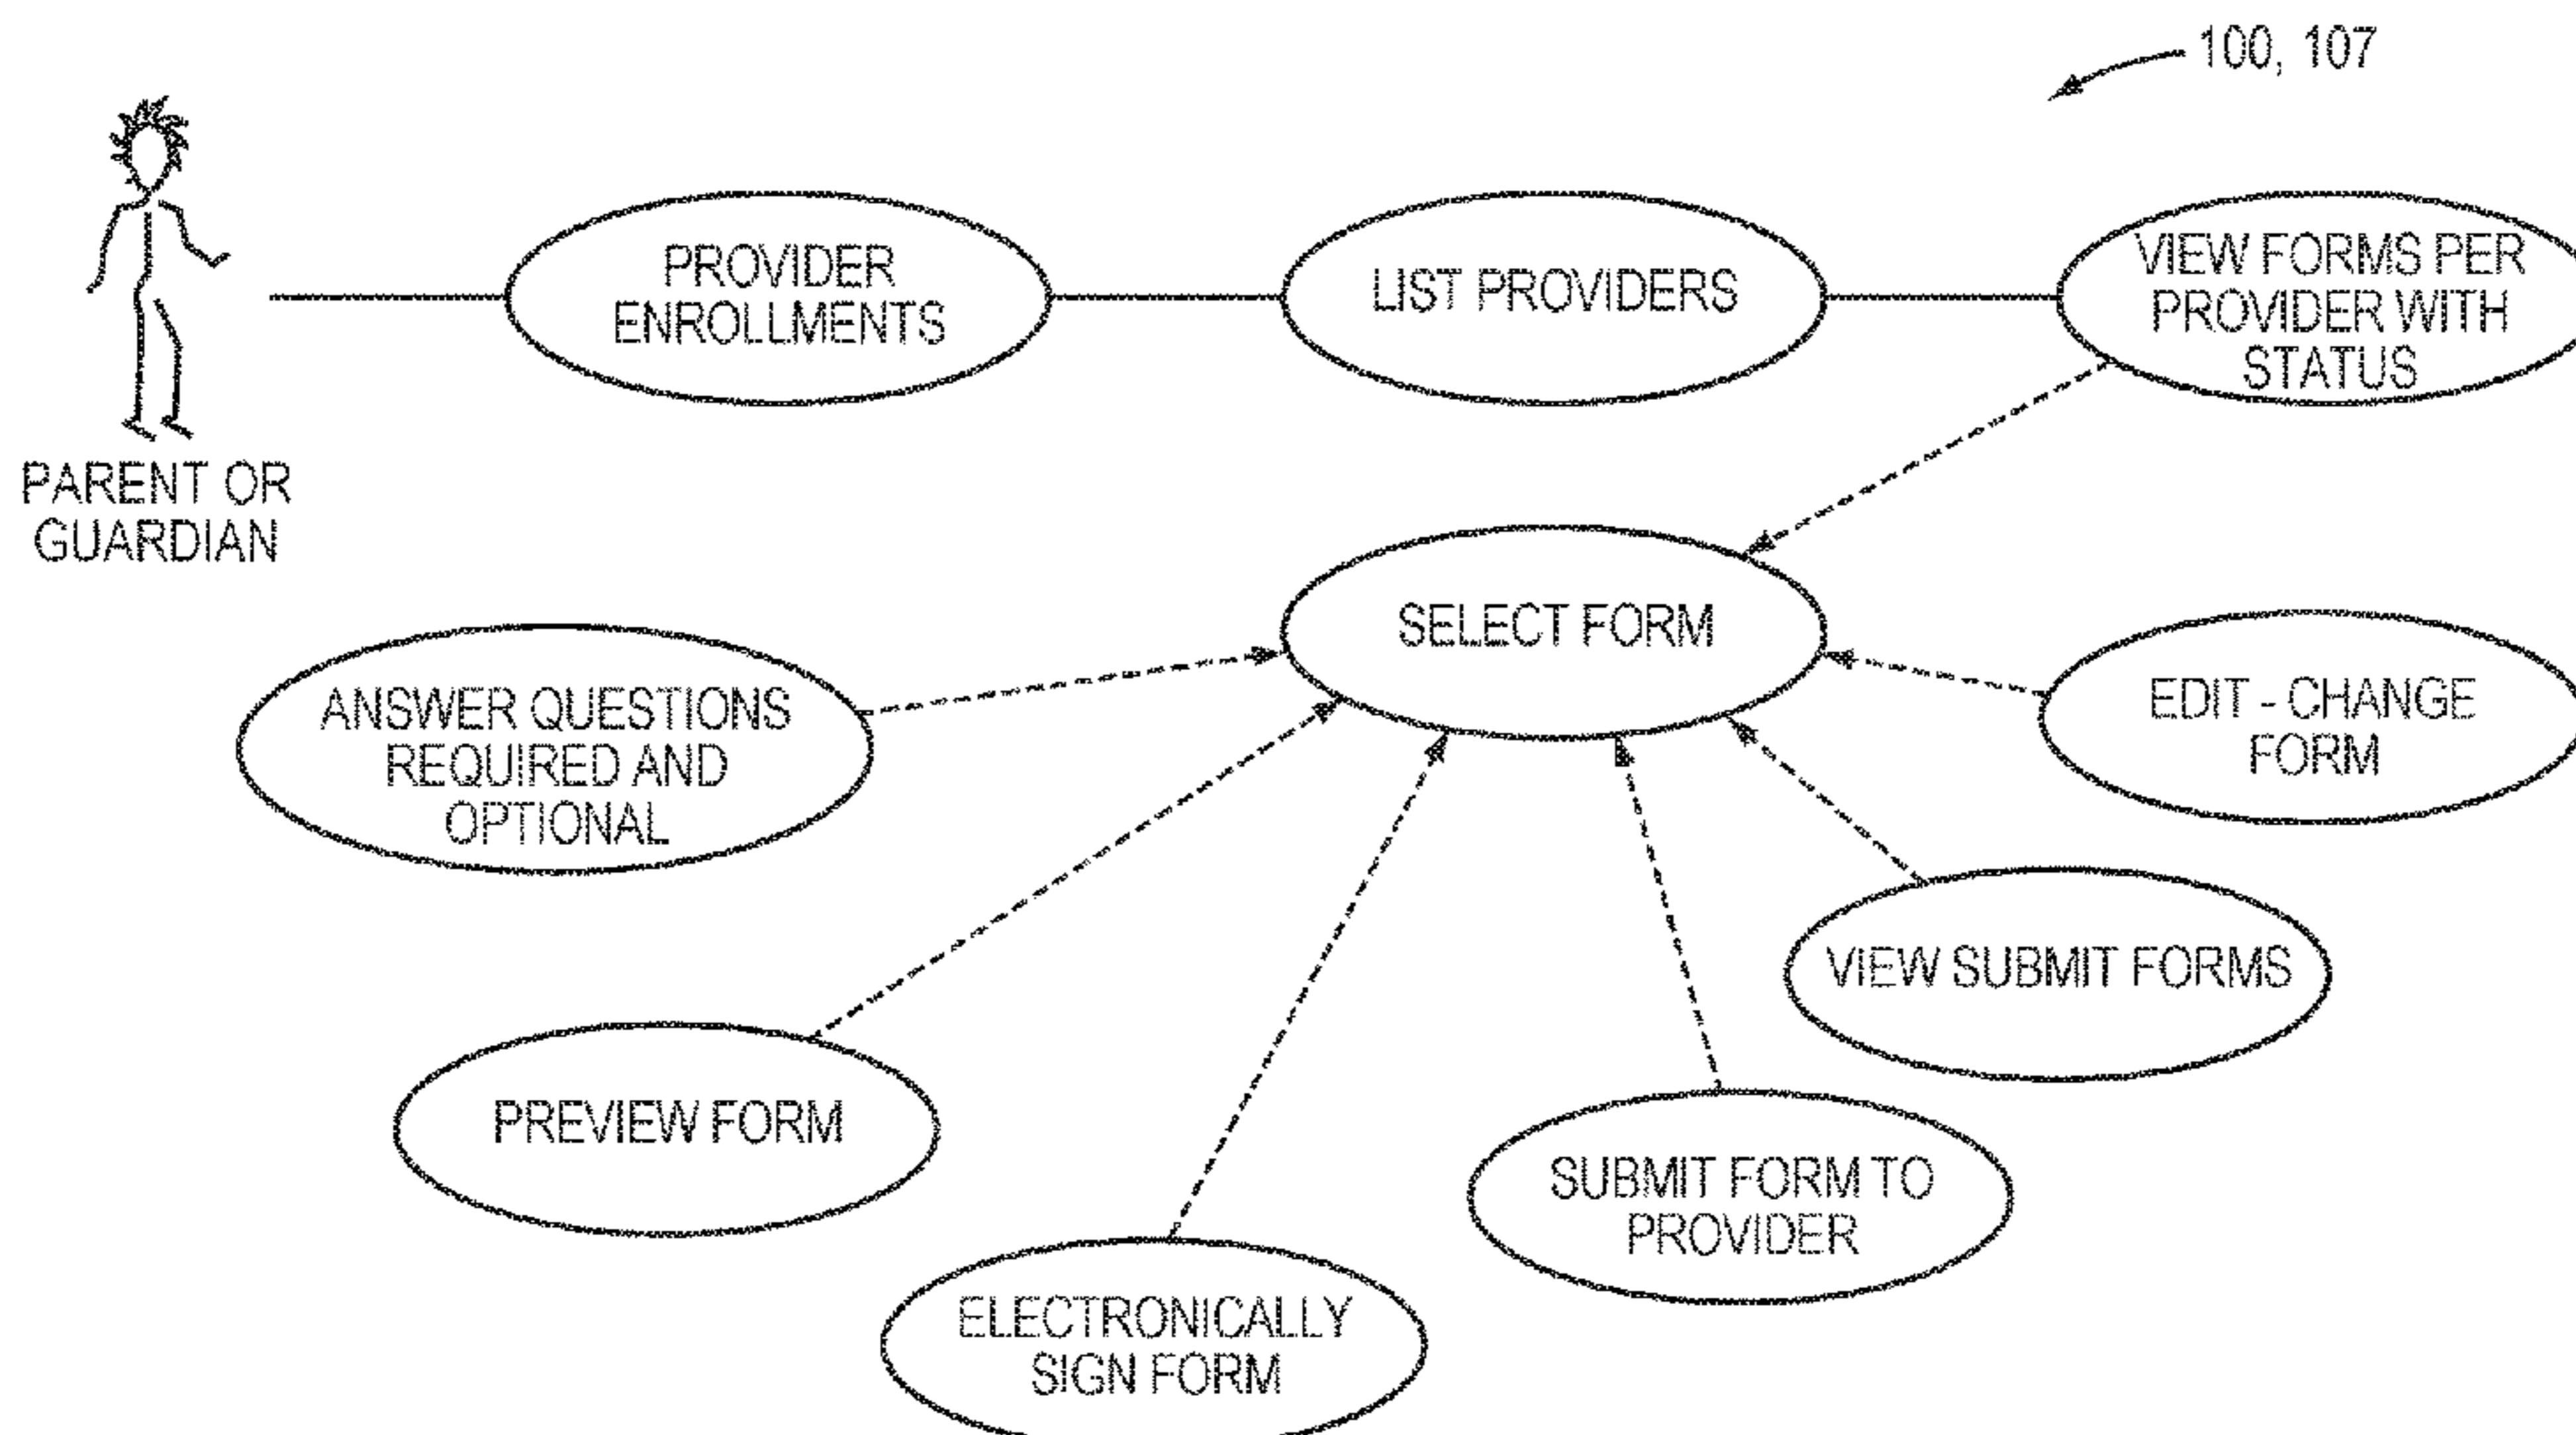 100, 107
PROVIDER
ENROLLMENTS
LIST PROVIDERS
VIEW FORMS PER
PROVIDER WITH
STATUS
PARENT OR
GUARDIAN
SELECT FORM
ANSWER QUESTIONS
REQUIRED AND
OPTIONAL
EDIT - CHANGE
FORM
VIEW SUBMIT FORMS
PREVIEW FORM
SUBMIT FORM TO
PROVIDER
ELECTRONICALLY
SIGN FORM